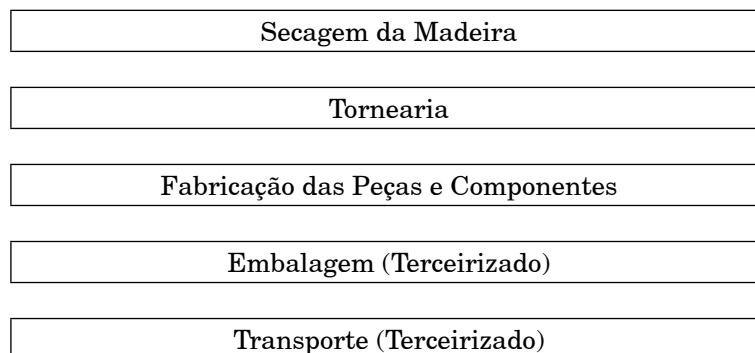 Secagem da Madeira
Tornearia
Fabricação das Peças e Componentes
Embalagem (Terceirizado)
Transporte (Terceirizado)